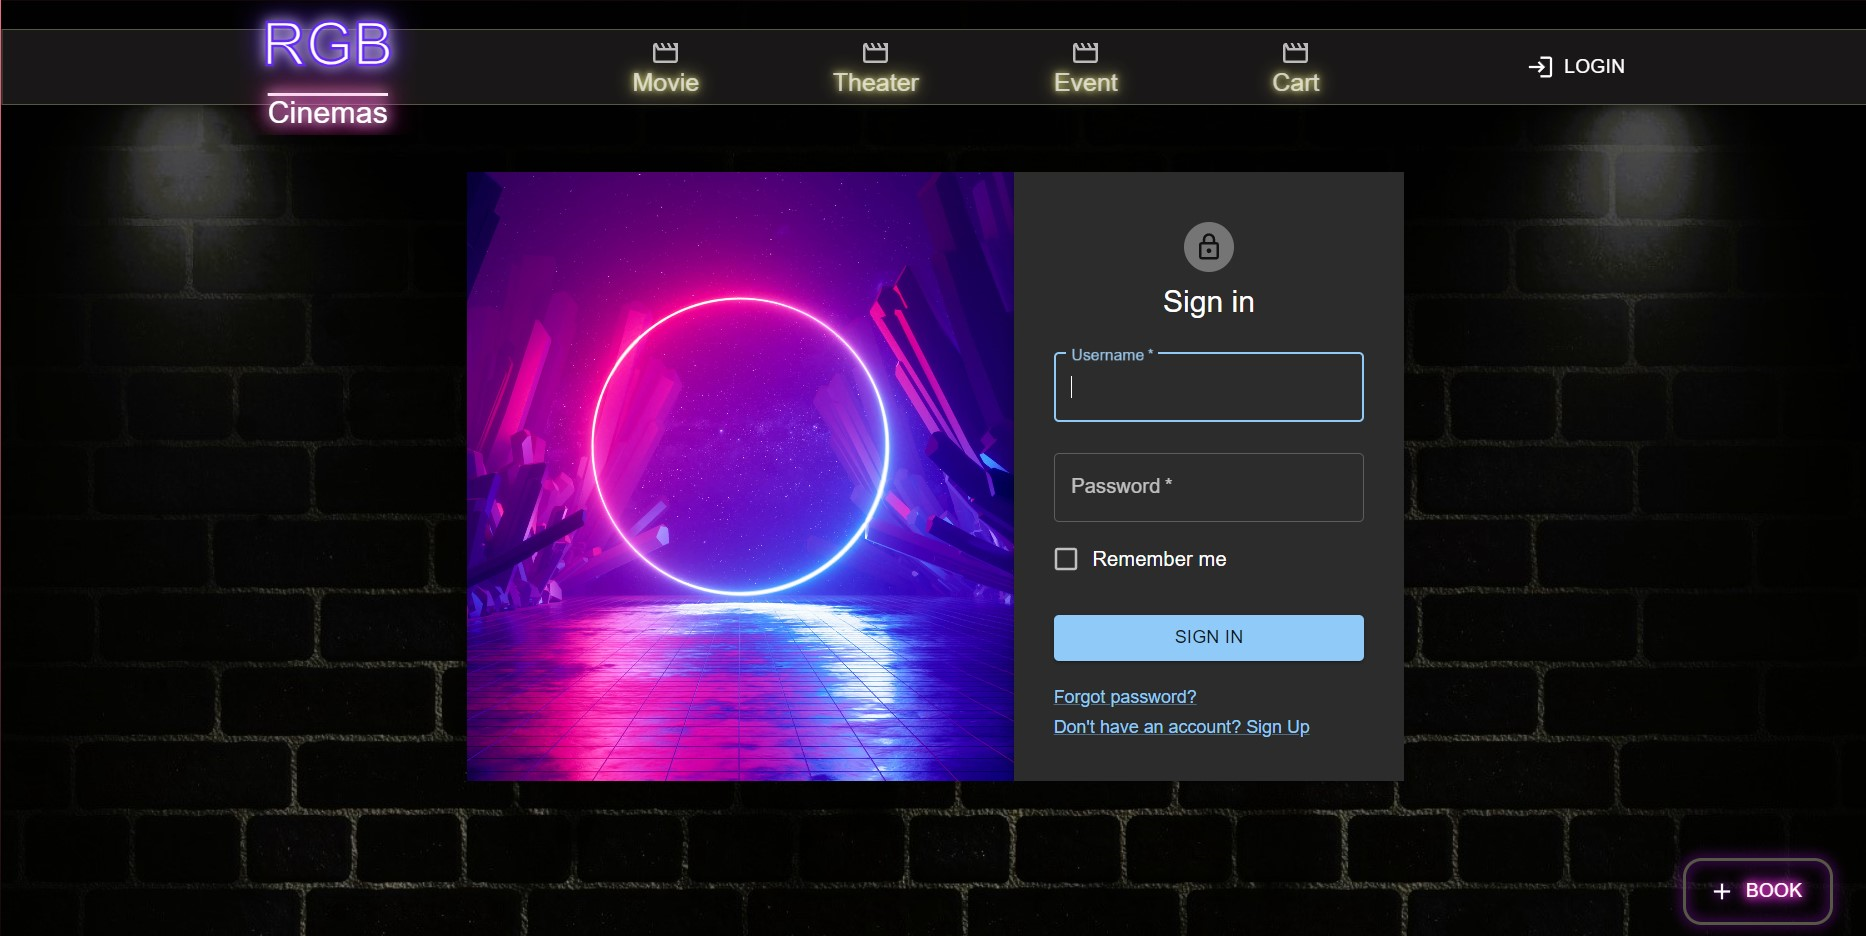 RGB
Cinemas
Movie
Theater
Event
Cart
LOGIN
Sign in
Username *
Password *
Remember me
SIGN IN
Forgot password?
Don't have an account? Sign Up
BOOK